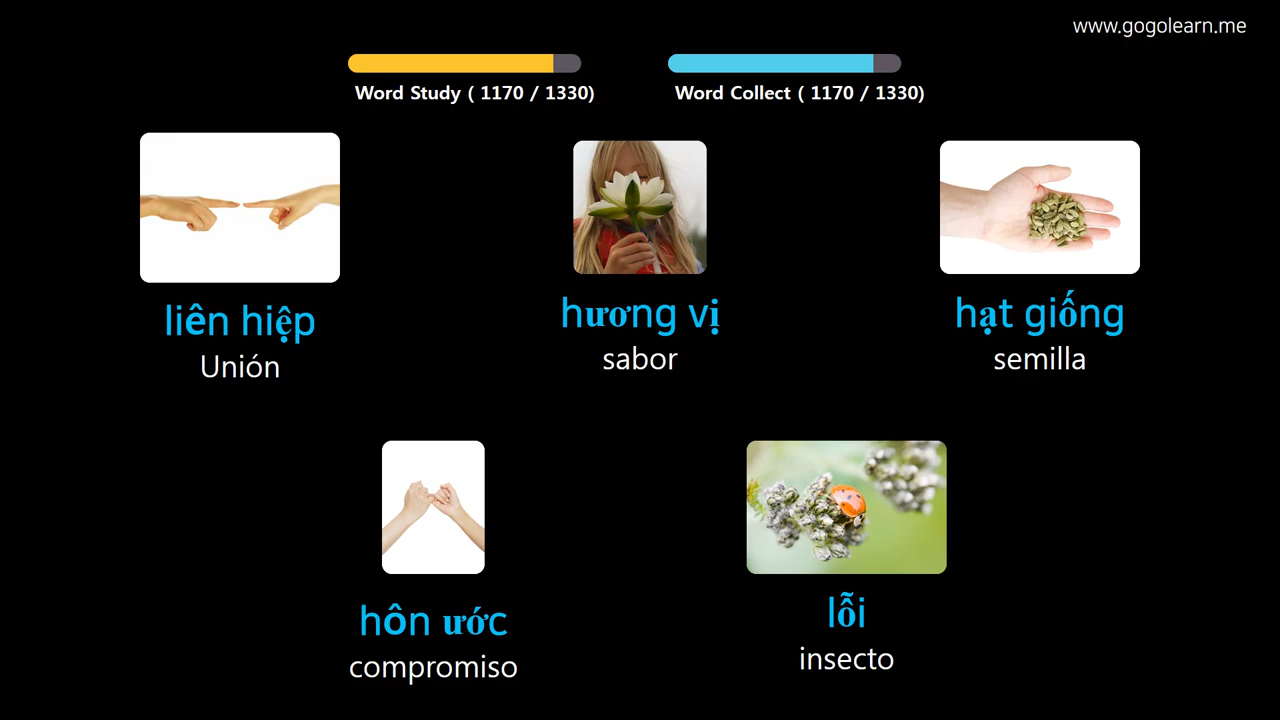 www.gogolearn.me
Word Study ( 1170 / 1330)
Word Collect ( 1170 / 1330)
liên hiệp
Unión
hương vị
sabor
hạt giống
semilla
hôn ước
compromiso
lỗi
insecto